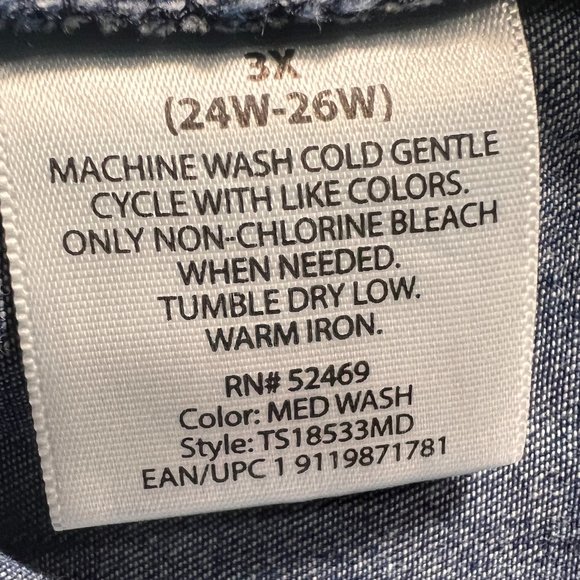 3X
(24W-26W)
MACHINE WASH COLD GENTLE
CYCLE WITH LIKE COLORS.
ONLY NON-CHLORINE BLEACH
WHEN NEEDED.
TUMBLE DRY LOW.
WARM IRON.
RN# 52469
Color: MED WASH
Style: TS18533MD
EAN/UPC 1 9119871781